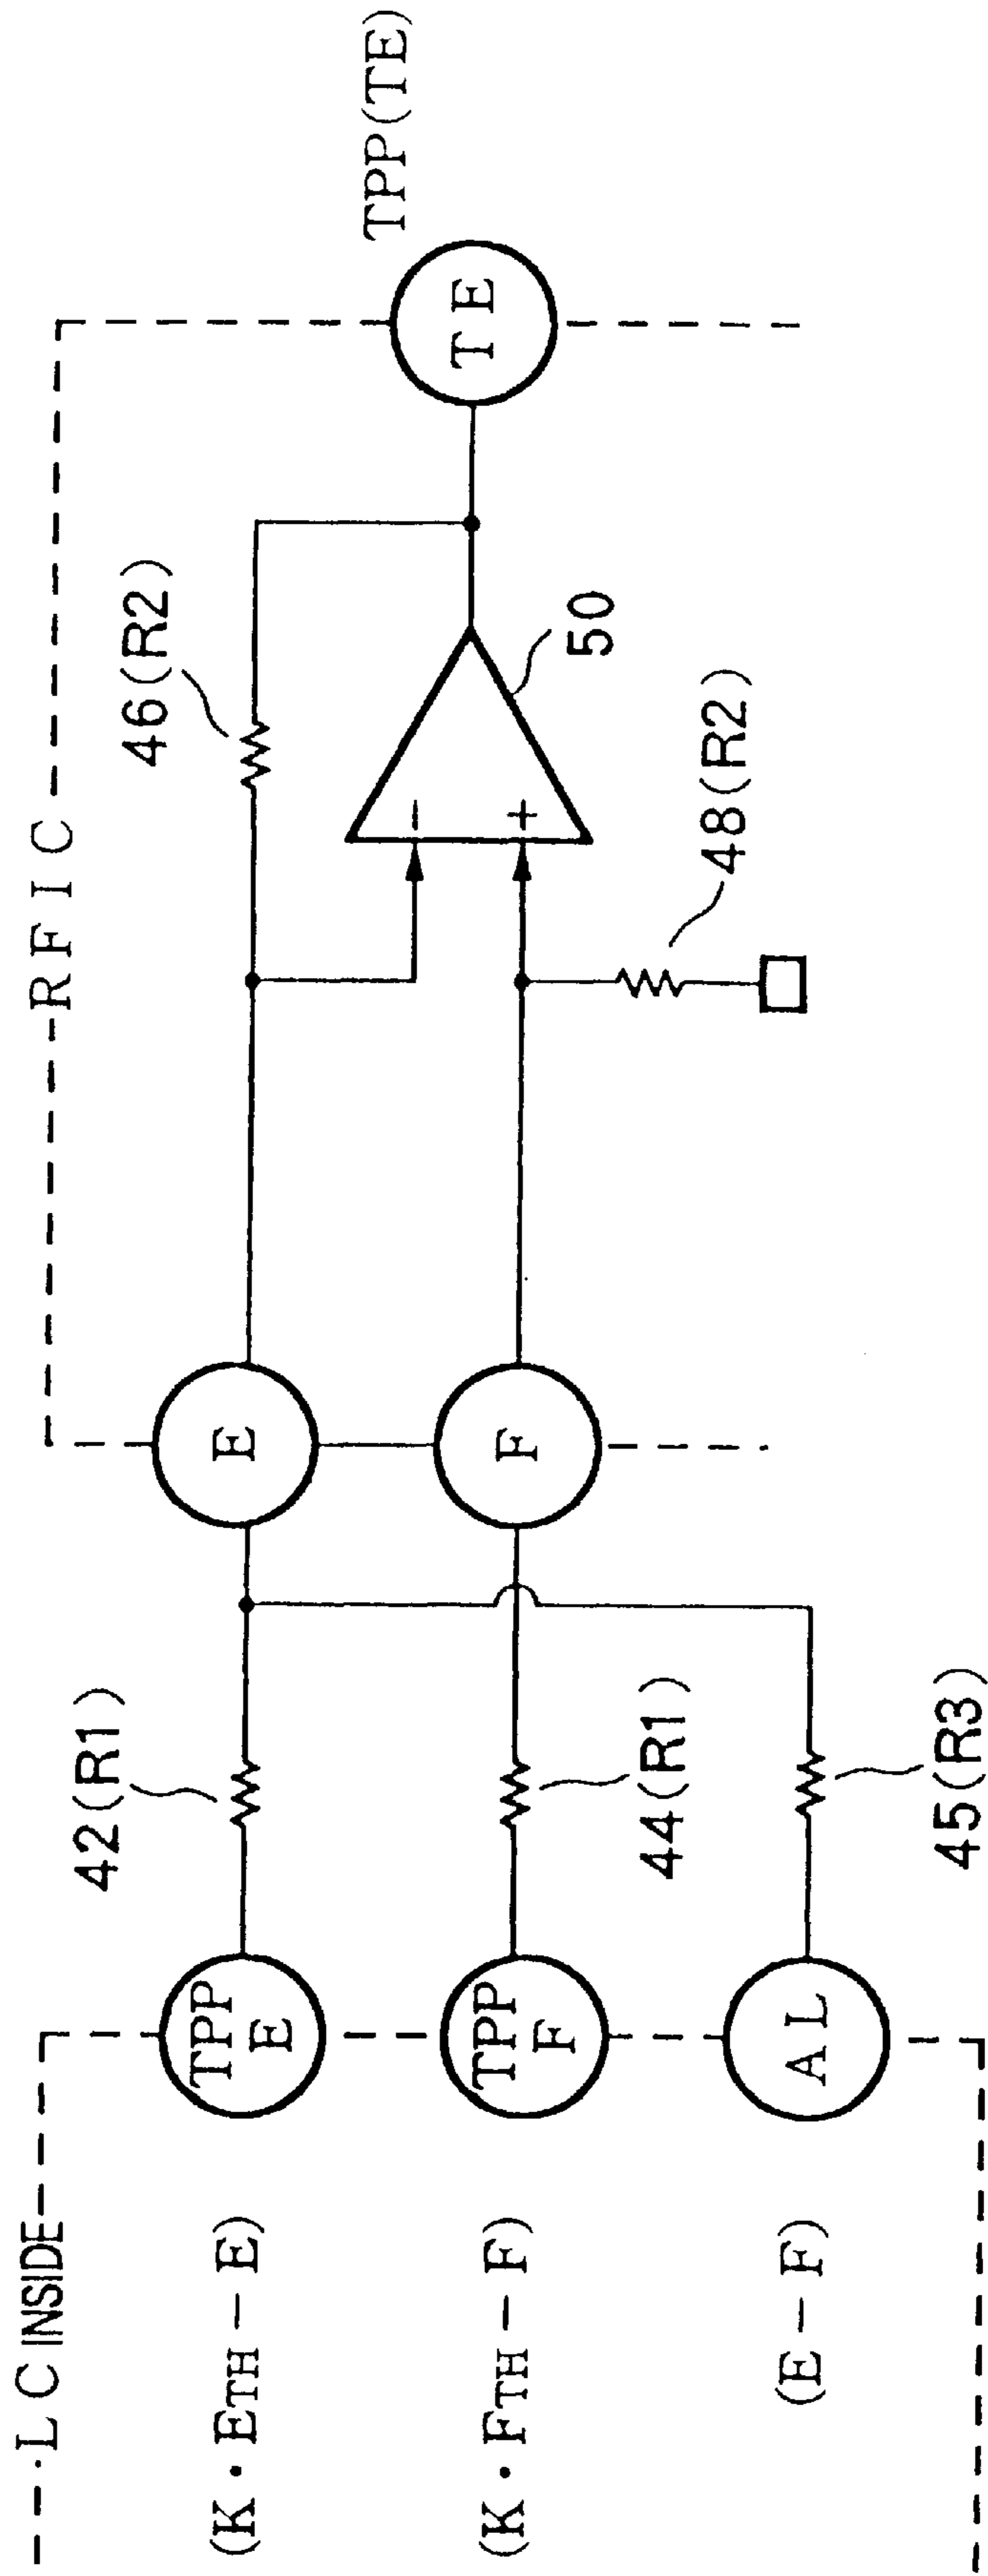 LC INSIDE
RFIC
(K・ETH－E)
TPP
E
42(R1)
E
46(R2)
TPP(TE)
(K・FTH－F)
TPP
F
44(R1)
F
－
+
50
TE
48(R2)
(E－F)
AL
45(R3)